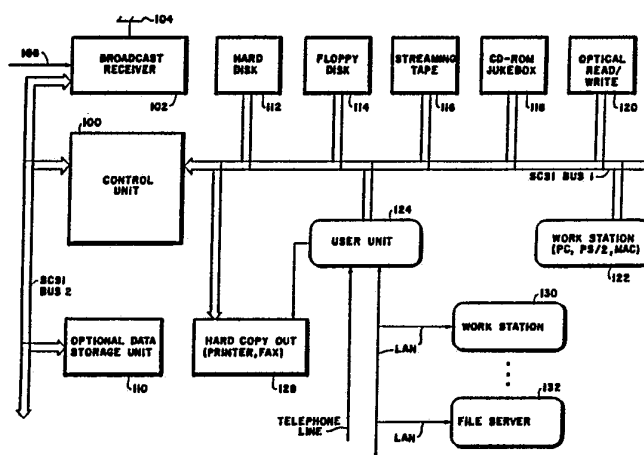 104
106
BROADCAST
RECEIVER
102
HARD
DISK
112
FLOPPY
DISK
114
STREAMING
TAPE
116
CD-ROM
JUKEBOX
118
OPTICAL
READ/
WRITE
120
100
CONTROL
UNIT
SCSI BUS 1
124
USER UNIT
WORK STATION
(PC, PS/2, MAC)
122
SCSI
BUS 2
OPTIONAL DATA
STORAGE UNIT
110
HARD COPY OUT
(PRINTER, FAX)
128
130
WORK STATION
LAN
132
FILE SERVER
LAN
TELEPHONE
LINE